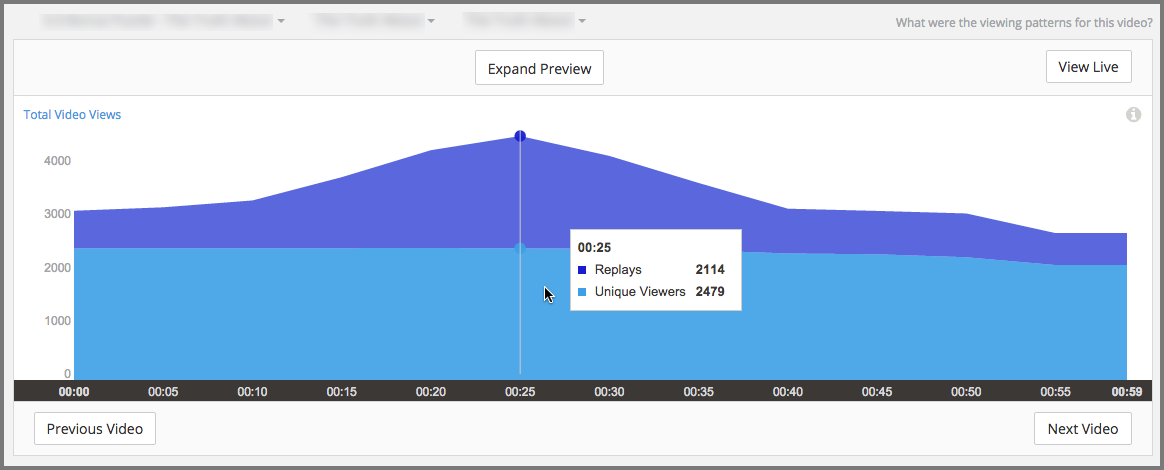 What were the viewing patterns for this video?
Expand Preview
View Live
Total Video Views
4000
3000
2000
1000
0
00:25
Replays 2114
Unique Viewers 2479
00:00 00:05 00:10 00:15 00:20 00:25 00:30 00:35 00:40 00:45 00:50 00:55 00:59
Previous Video
Next Video